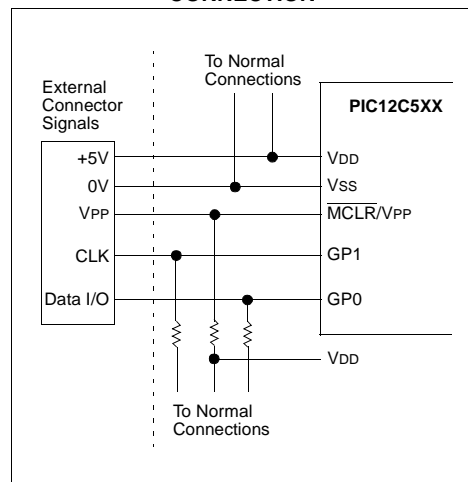 CONNECTION
To Normal
Connections
External
Connector
Signals
PIC12C5XX
+5V
VDD
0V
VSS
VPP
MCLR/VPP
CLK
GP1
Data I/O
GP0
VDD
To Normal
Connections